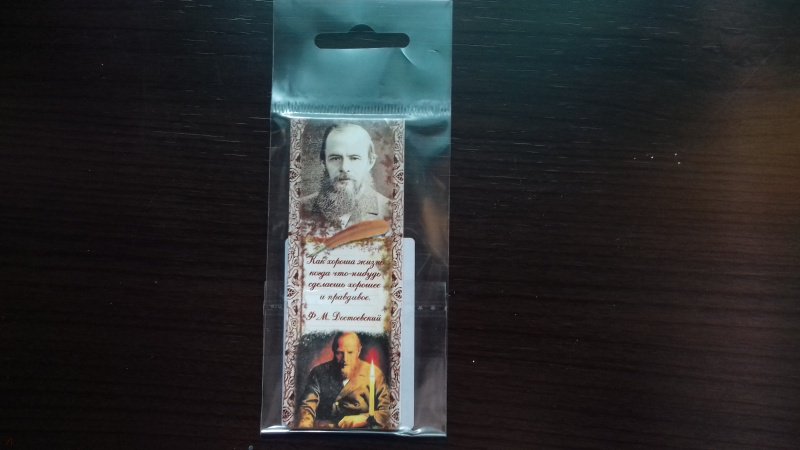 Как хороша жизнь,
когда что-нибудь
сделаешь хорошее
и правдивое.
Ф.М. Достоевский